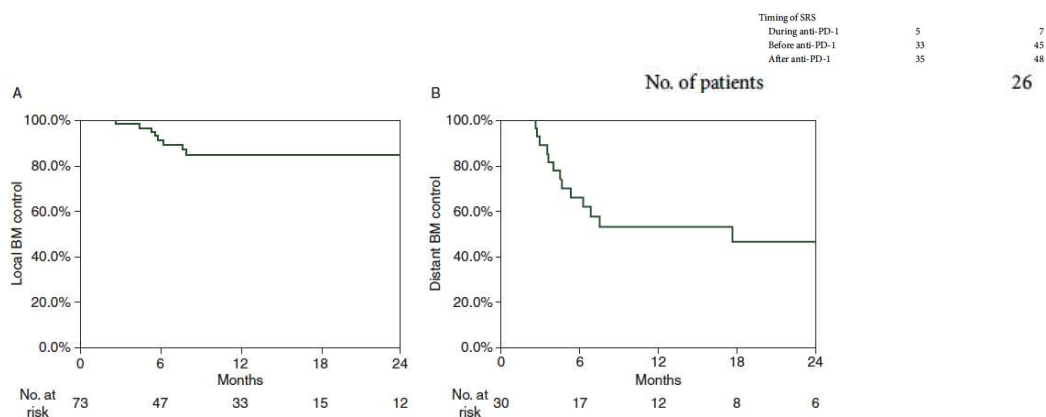 Timing of SRS
During anti-PD-1 5 7
Before anti-PD-1 33 45
After anti-PD-1 35 48
No. of patients 26
A
Local BM control
100.0%
80.0%
60.0%
40.0%
20.0%
0.0%
0 6 12 18 24
Months
No. at risk 73 47 33 15 12
B
Distant BM control
100.0%
80.0%
60.0%
40.0%
20.0%
0.0%
0 6 12 18 24
Months
No. at risk 30 17 12 8 6